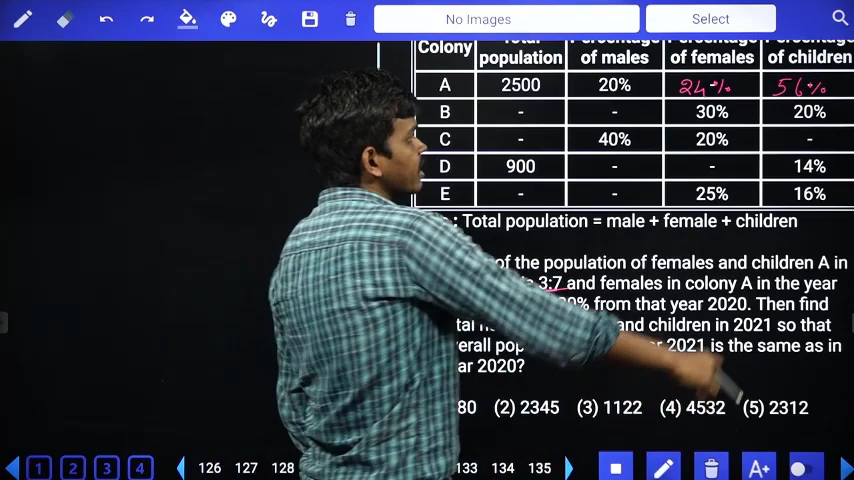 No Images Select
Colony population of males of females of children
A 2500 20% 24% 56%
B - - 30% 20%
C - 40% 20% -
D 900 - - 14%
E - - 25% 16%
: Total population = male + female + children
of the population of females and children A in
3:7 and females in colony A in the year
from that year 2020. Then find
and children in 2021 so that
2021 is the same as in
2020?
80 (2) 2345 (3) 1122 (4) 4532 (5) 2312
1 2 3 4 126 127 128 133 134 135 A+